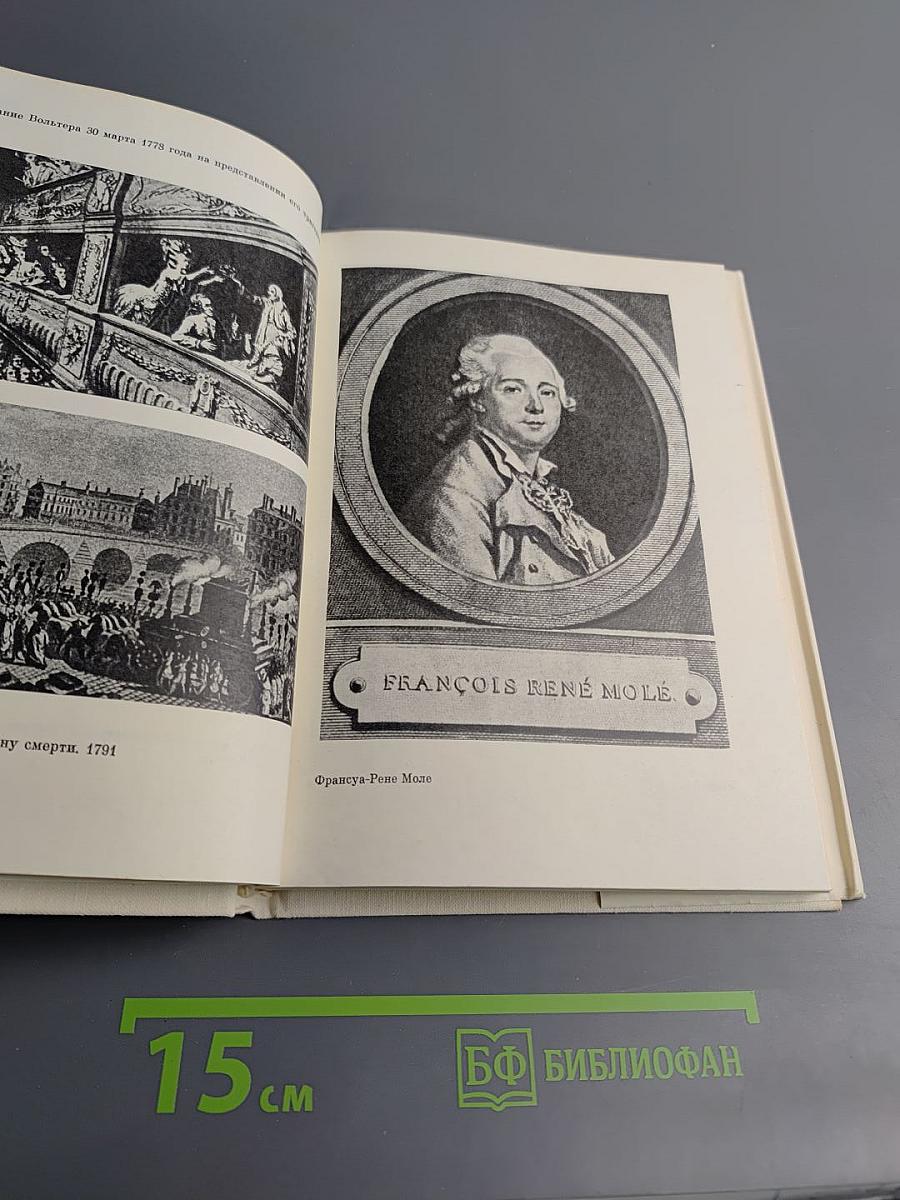 ание Вольтера 30 марта 1778 года на представлении его
ну смерти. 1791
FRANÇOIS RENÉ MOLÉ.
Франсуа-Рене Моле
15 см
БФ БИБЛИОФАН